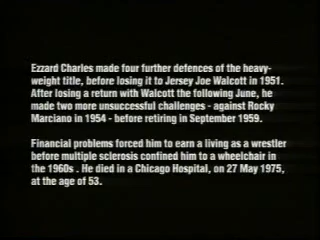 Ezzard Charles made four further defences of the heavy-
weight title, before losing it to Jersey Joe Walcott in 1951.
After losing a return with Walcott the following June, he
made two more unsuccessful challenges - against Rocky
Marciano in 1954 - before retiring in September 1959.
Financial problems forced him to earn a living as a wrestler
before multiple sclerosis confined him to a wheelchair in
the 1960s . He died in a Chicago Hospital, on 27 May 1975,
at the age of 53.